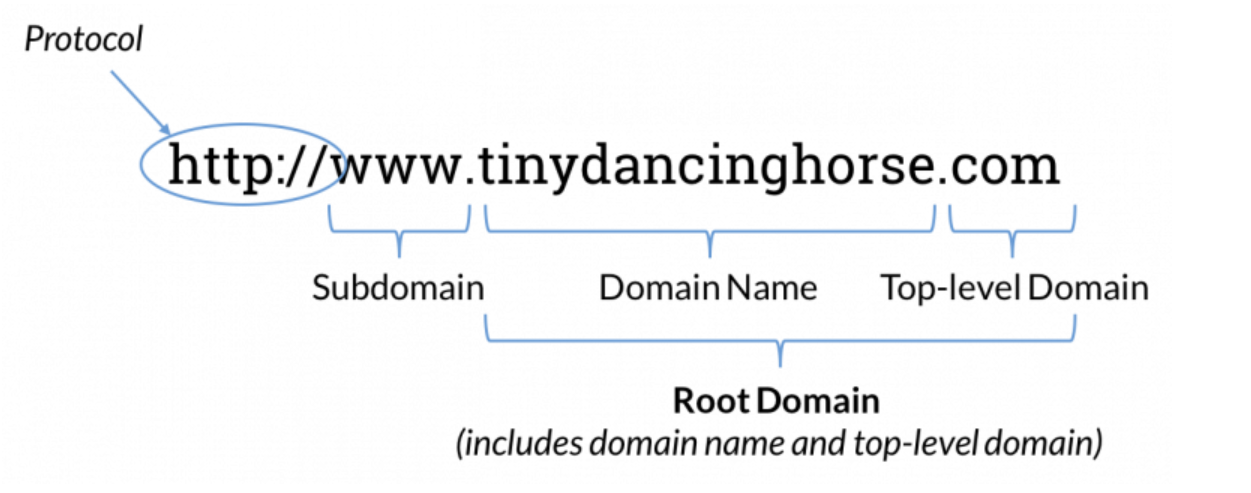 Protocol
http://www.tinydancinghorse.com
Subdomain Domain Name Top-level Domain
Root Domain
(includes domain name and top-level domain)